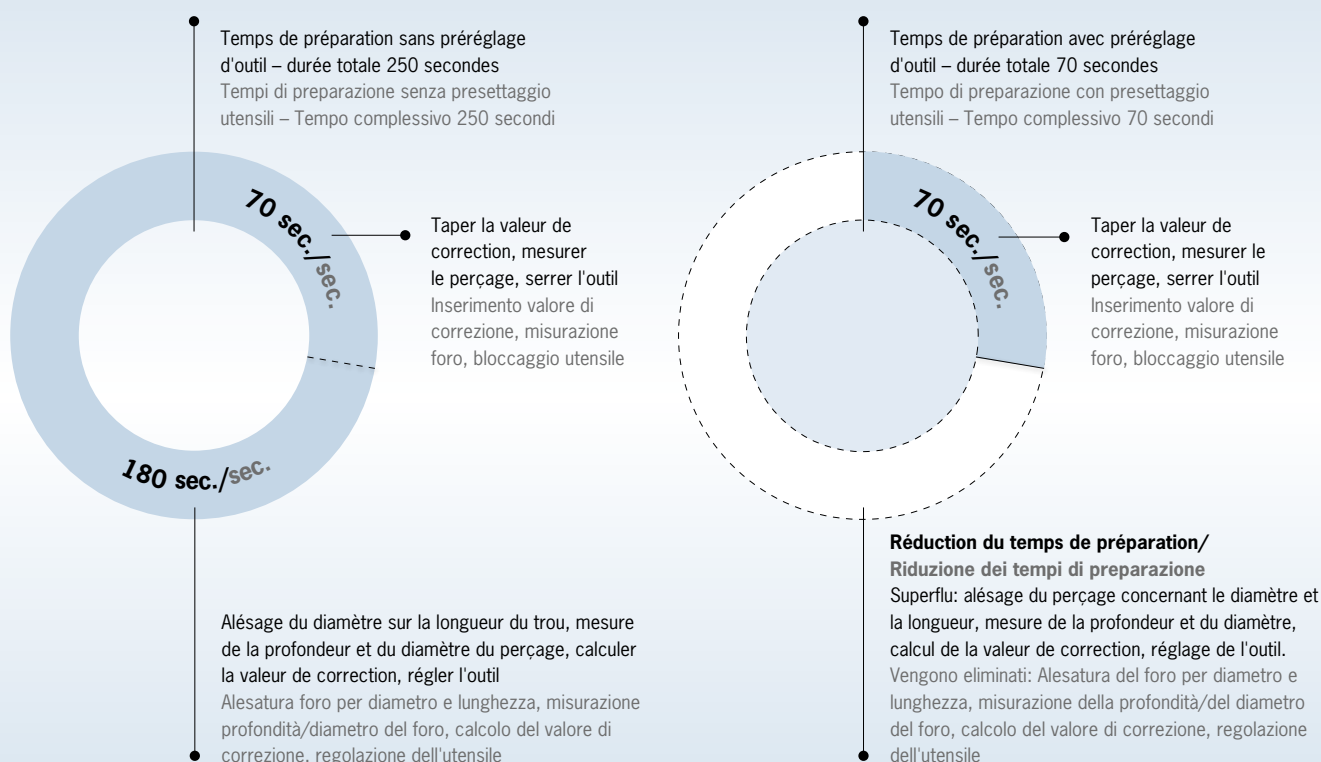 Temps de préparation sans préréglage
d'outil – durée totale 250 secondes
Tempi di preparazione senza presettaggio
utensili – Tempo complessivo 250 secondi
70 sec./sec.
Taper la valeur de
correction, mesurer
le perçage, serrer l'outil
Inserimento valore di
correzione, misurazione
foro, bloccaggio utensile
180 sec./sec.
Alésage du diamètre sur la longueur du trou, mesure
de la profondeur et du diamètre du perçage, calculer
la valeur de correction, régler l'outil
Alesatura foro per diametro e lunghezza, misurazione
profondità/diametro del foro, calcolo del valore di
correzione, regolazione dell'utensile
Temps de préparation avec préréglage
d'outil – durée totale 70 secondes
Tempo di preparazione con presettaggio
utensili – Tempo complessivo 70 secondi
70 sec./sec.
Taper la valeur de
correction, mesurer le
perçage, serrer l'outil
Inserimento valore di
correzione, misurazione
foro, bloccaggio utensile
Réduction du temps de préparation/
Riduzione dei tempi di preparazione
Superflu: alésage du perçage concernant le diamètre et
la longueur, mesure de la profondeur et du diamètre,
calcul de la valeur de correction, réglage de l'outil.
Vengono eliminati: Alesatura del foro per diametro e
lunghezza, misurazione della profondità/del diametro
del foro, calcolo del valore di correzione, regolazione
dell'utensile